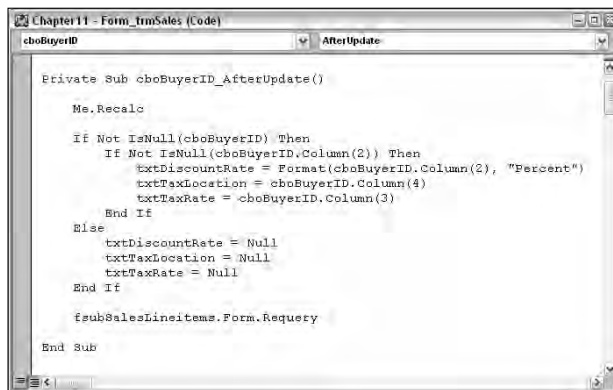 Chapter11 - Form_frmSales (Code)
cboBuyerID AfterUpdate
Private Sub cboBuyerID_AfterUpdate()
Me.Recalc
If Not IsNull(cboBuyerID) Then
If Not IsNull(cboBuyerID.Column(2)) Then
txtDiscountRate = Format(cboBuyerID.Column(2), "Percent")
txtTaxLocation = cboBuyerID.Column(4)
txtTaxRate = cboBuyerID.Column(3)
End If
Else
txtDiscountRate = Null
txtTaxLocation = Null
txtTaxRate = Null
End If
fsubSalesLineitems.Form.Requery
End Sub